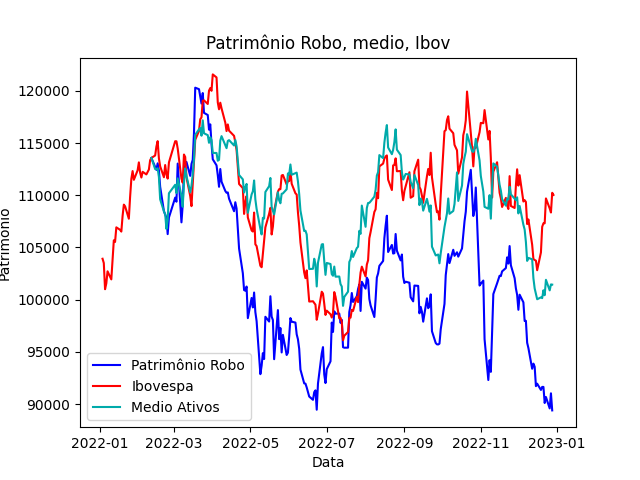 Patrimônio Robo, medio, Ibov
120000
115000
110000
105000
100000
95000
90000
Patrimonio
Patrimônio Robo
Ibovespa
Medio Ativos
2022-01 2022-03 2022-05 2022-07 2022-09 2022-11 2023-01
Data